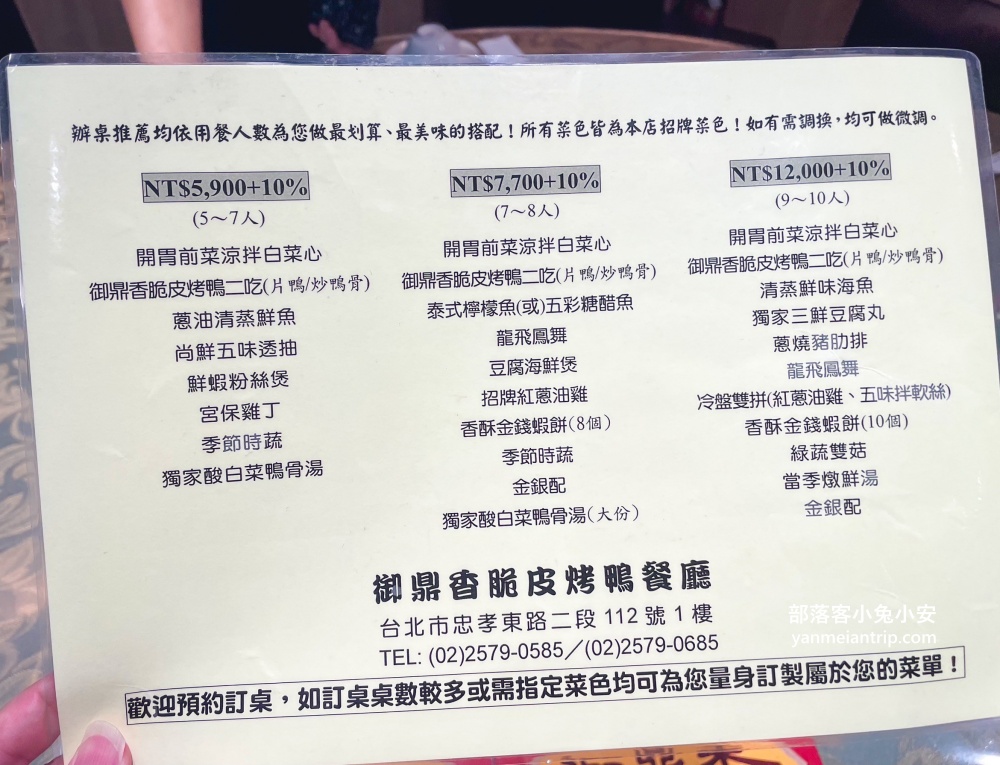 辦桌推薦均依用餐人數為您做最划算、最美味的搭配！所有菜色皆為本店招牌菜色！如有需調換，均可做微調。
NT$5,900+10%
(5～7人)
開胃前菜涼拌白菜心
御鼎香脆皮烤鴨二吃(片鴨/炒鴨骨)
蔥油清蒸鮮魚
尚鮮五味透抽
鮮蝦粉絲煲
宮保雞丁
季節時蔬
獨家酸白菜鴨骨湯
NT$7,700+10%
(7～8人)
開胃前菜涼拌白菜心
御鼎香脆皮烤鴨二吃(片鴨/炒鴨骨)
泰式檸檬魚(或)五彩糖醋魚
龍飛鳳舞
豆腐海鮮煲
招牌紅蔥油雞
香酥金錢蝦餅(8個)
季節時蔬
金銀配
獨家酸白菜鴨骨湯(大份)
NT$12,000+10%
(9～10人)
開胃前菜涼拌白菜心
御鼎香脆皮烤鴨二吃(片鴨/炒鴨骨)
清蒸鮮味海魚
獨家三鮮豆腐丸
蔥燒豬肋排
龍飛鳳舞
冷盤雙拼(紅蔥油雞、五味拌軟絲)
香酥金錢蝦餅(10個)
綠蔬雙菇
當季燉鮮湯
金銀配
御鼎香脆皮烤鴨餐廳
台北市忠孝東路二段 112 號 1 樓
TEL: (02)2579-0585／(02)2579-0685
歡迎預約訂桌，如訂桌桌數較多或需指定菜色均可為您量身訂製屬於您的菜單！
部落客小兔小安
yanmeiantrip.com